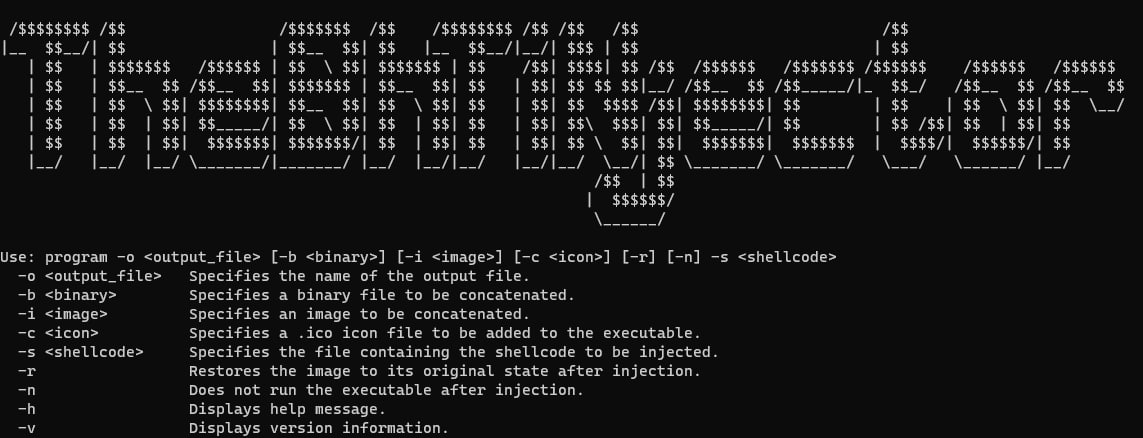 TheBhTiNjector
Use: program -o <output_file> [-b <binary>] [-i <image>] [-c <icon>] [-r] [-n] -s <shellcode>
-o <output_file> Specifies the name of the output file.
-b <binary> Specifies a binary file to be concatenated.
-i <image> Specifies an image to be concatenated.
-c <icon> Specifies a .ico icon file to be added to the executable.
-s <shellcode> Specifies the file containing the shellcode to be injected.
-r Restores the image to its original state after injection.
-n Does not run the executable after injection.
-h Displays help message.
-v Displays version information.